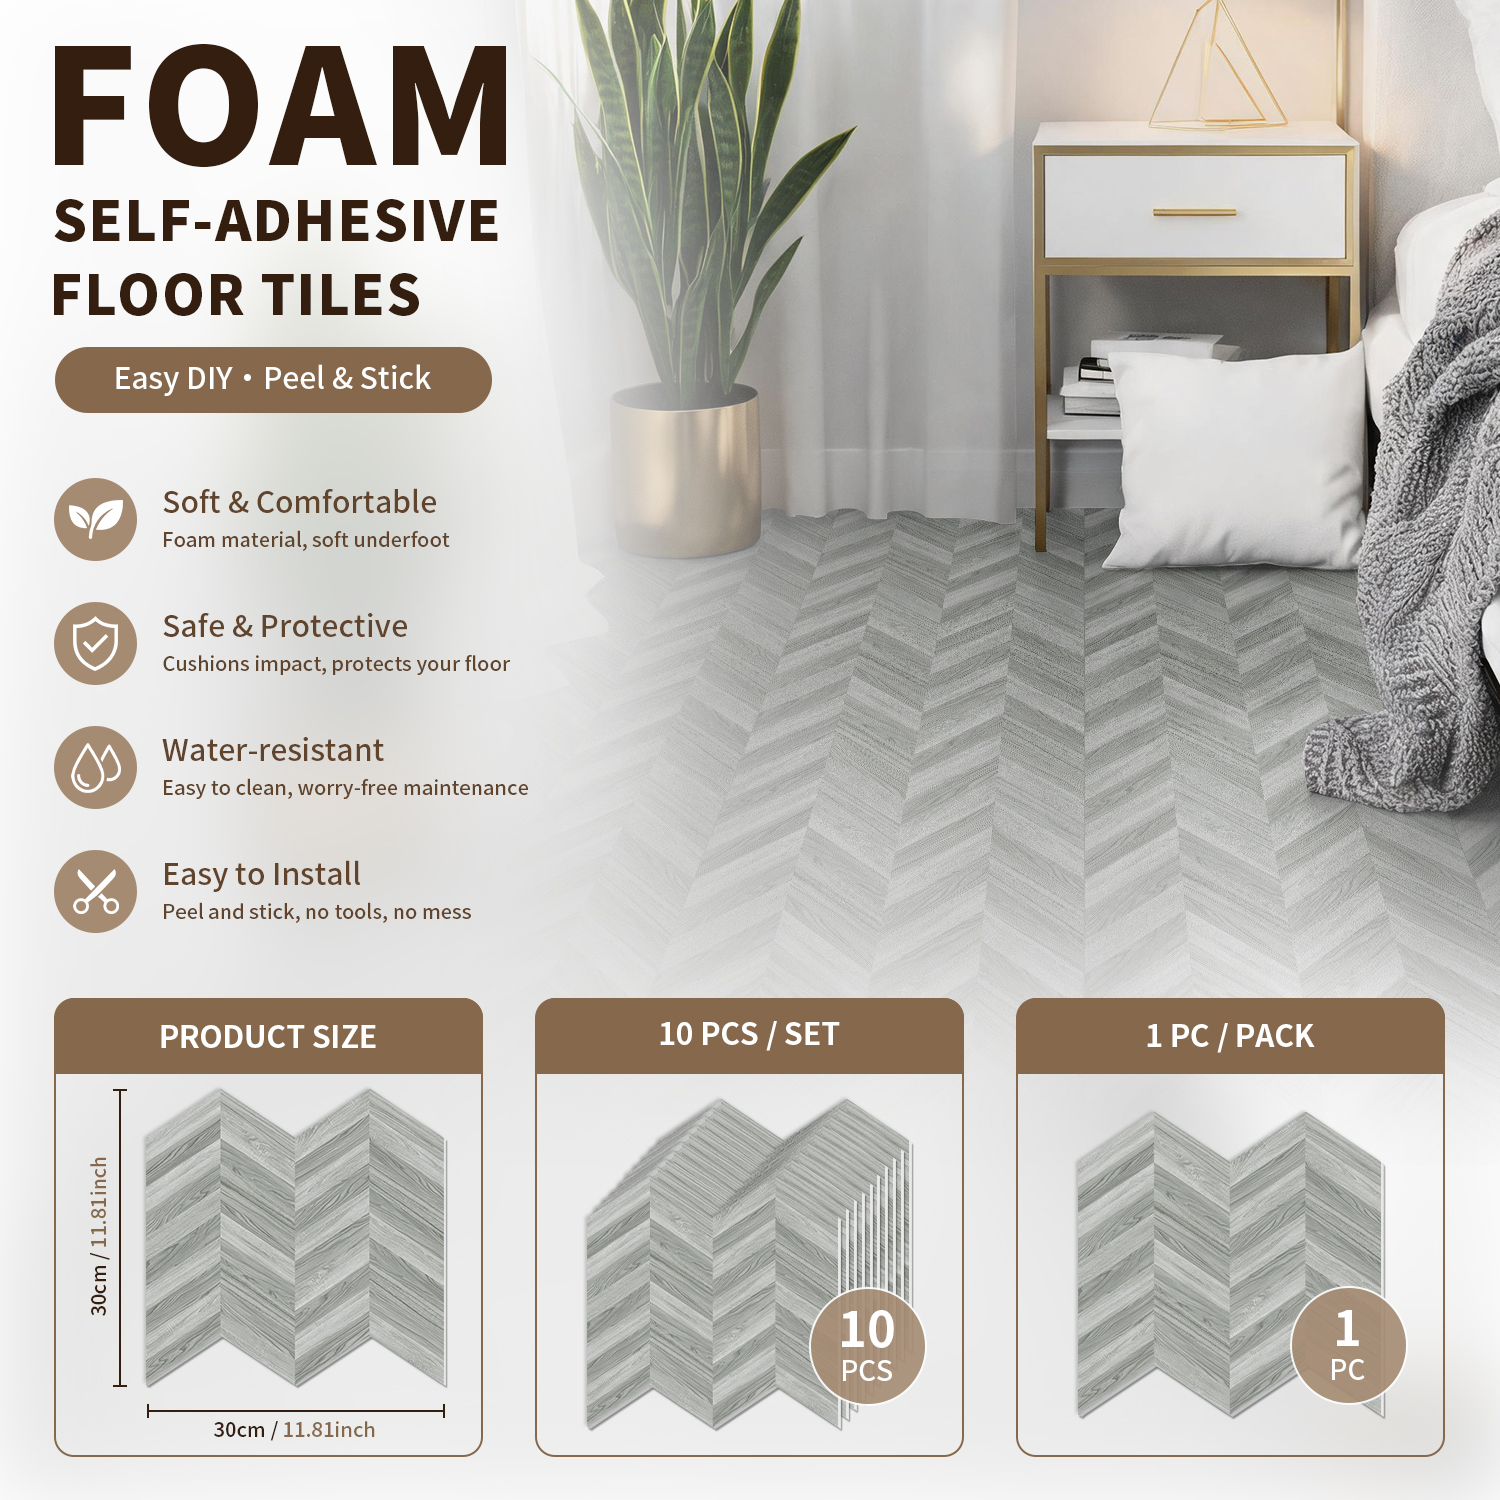 FOAM
SELF-ADHESIVE
FLOOR TILES
Easy DIY • Peel & Stick
Soft & Comfortable
Foam material, soft underfoot
Safe & Protective
Cushions impact, protects your floor
Water-resistant
Easy to clean, worry-free maintenance
Easy to Install
Peel and stick, no tools, no mess
PRODUCT SIZE
30cm / 11.81inch
30cm / 11.81inch
10 PCS / SET
10
PCS
1 PC / PACK
1
PC